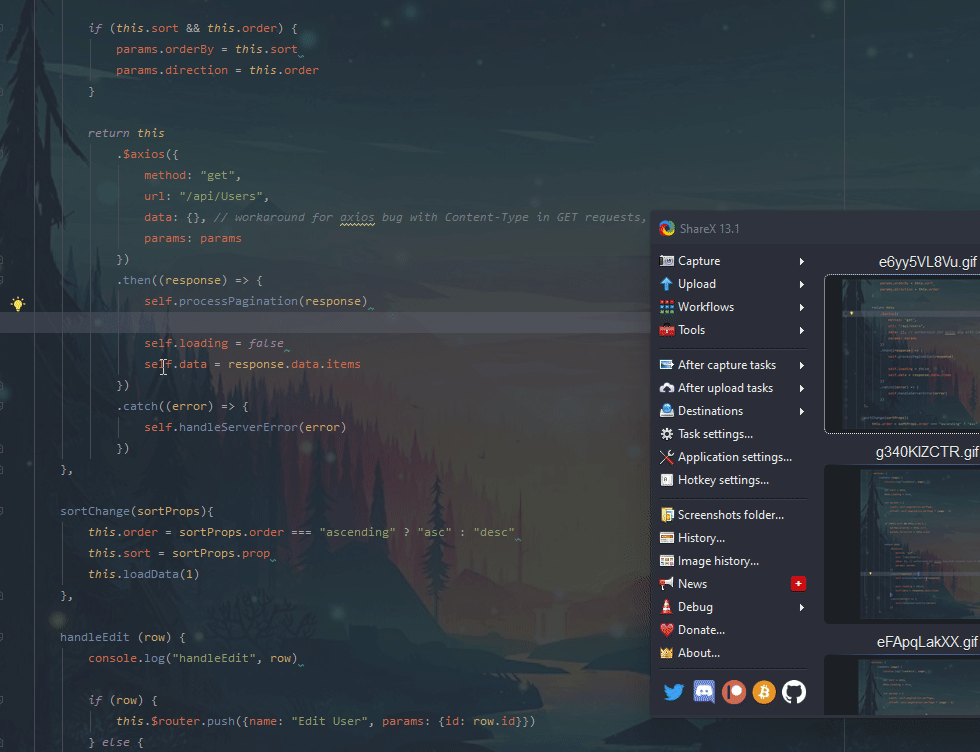 if (this.sort && this.order) {
params.orderBy = this.sort
params.direction = this.order
}
return this
.$axios({
method: "get",
url: "/api/Users",
data: {}, // workaround for axios bug with Content-Type in GET requests,
params: params
})
.then((response) => {
self.processPagination(response)
self.loading = false
self.data = response.data.items
})
.catch((error) => {
self.handleServerError(error)
})
},
sortChange(sortProps){
this.order = sortProps.order === "ascending" ? "asc" : "desc"
this.sort = sortProps.prop
this.loadData(1)
},
handleEdit (row) {
console.log("handleEdit", row)
if (row) {
this.$router.push({name: "Edit User", params: {id: row.id}})
} else {
ShareX 13.1
Capture
Upload
Workflows
Tools
After capture tasks
After upload tasks
Destinations
Task settings...
Application settings...
Hotkey settings...
Screenshots folder...
History...
Image history...
News
Debug
Donate...
About...
e6yy5VL8Vu.gif
g340KIZCTR.gif
eFApqLakXX.gif